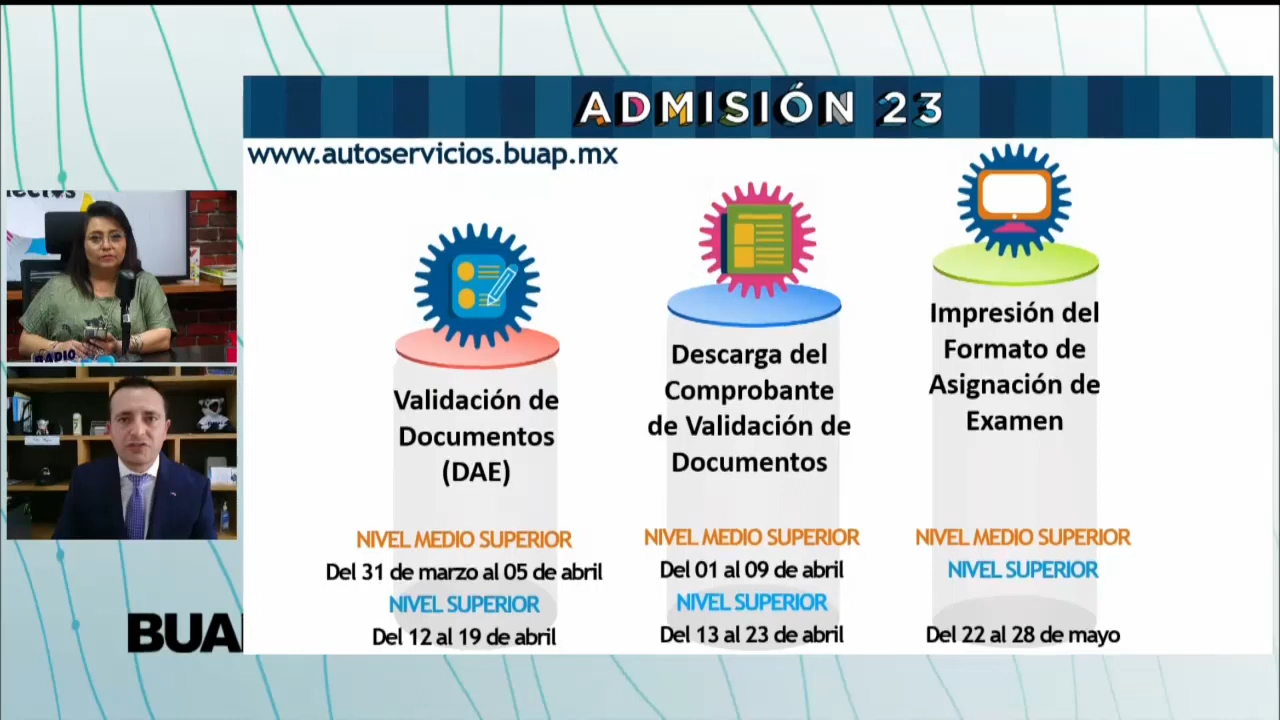 ADMISIÓN 23
www.autoservicios.buap.mx
Validación de
Documentos
(DAE)
NIVEL MEDIO SUPERIOR
Del 31 de marzo al 05 de abril
NIVEL SUPERIOR
Del 12 al 19 de abril
Descarga del
Comprobante
de Validación de
Documentos
NIVEL MEDIO SUPERIOR
Del 01 al 09 de abril
NIVEL SUPERIOR
Del 13 al 23 de abril
Impresión del
Formato de
Asignación de
Examen
NIVEL MEDIO SUPERIOR
NIVEL SUPERIOR
Del 22 al 28 de mayo
RADIO
BUA